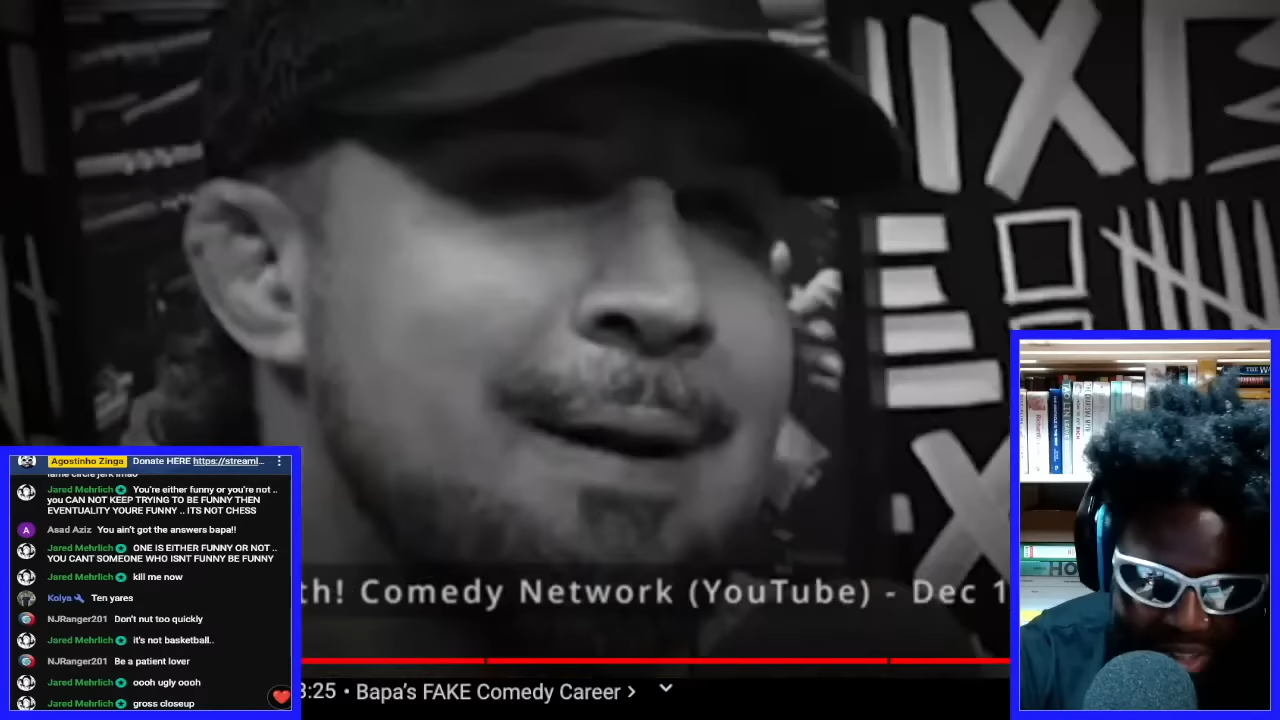 Agostinho Zinga Donate HERE https://streaml...
Jared Mehrlich You're either funny or you're not ..
you CAN NOT KEEP TRYING TO BE FUNNY THEN
EVENTUALITY YOURE FUNNY .. ITS NOT CHESS
Asad Aziz You ain't got the answers bapa!!
Jared Mehrlich ONE IS EITHER FUNNY OR NOT ..
YOU CANT SOMEONE WHO ISNT FUNNY BE FUNNY
Jared Mehrlich kill me now
Koiya Ten yares
NJRanger201 Don't nut too quickly
Jared Mehrlich it's not basketball..
NJRanger201 Be a patient lover
Jared Mehrlich oooh ugly oooh
Jared Mehrlich gross closeup
th! Comedy Network (YouTube) - Dec 1
3:25 • Bapa's FAKE Comedy Career >
TAO LIN LEAVE